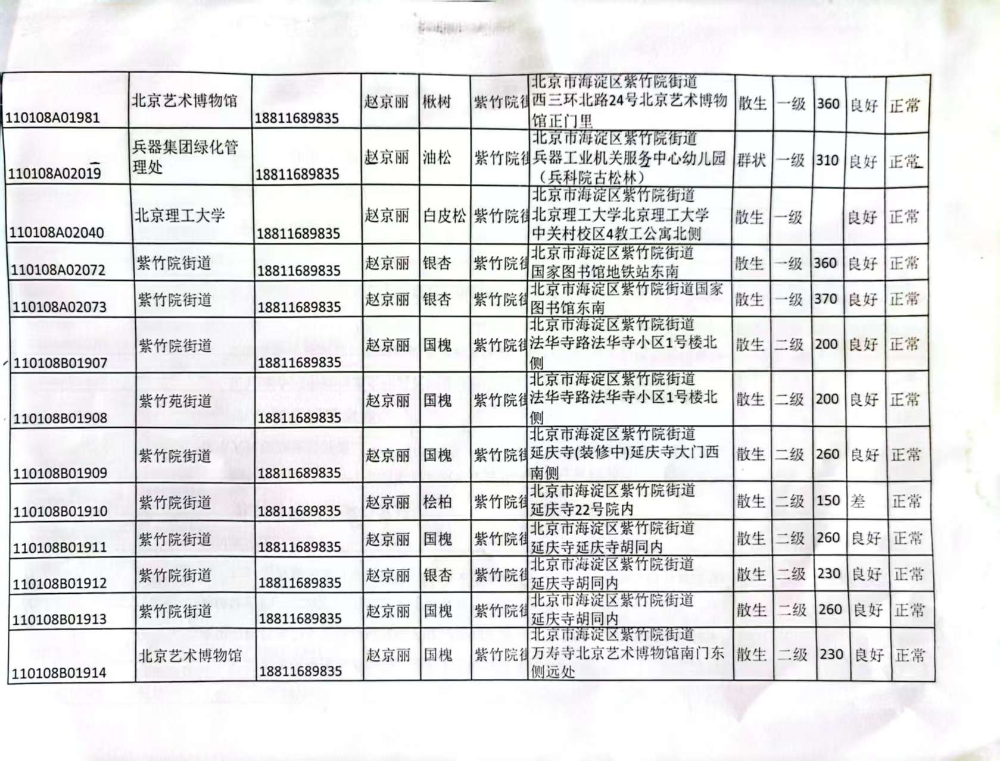 110108A01981 北京艺术博物馆 18811689835 赵京丽 楸树 紫竹院街 北京市海淀区紫竹院街道
西三环北路24号北京艺术博物
馆正门里 散生 一级 360 良好 正常
110108A02019 兵器集团绿化管
理处 18811689835 赵京丽 油松 紫竹院街 北京市海淀区紫竹院街道
兵器工业机关服务中心幼儿园
（兵科院古松林） 群状 一级 310 良好 正常
110108A02040 北京理工大学 18811689835 赵京丽 白皮松 紫竹院街 北京市海淀区紫竹院街道
北京理工大学北京理工大学
中关村校区4教工公寓北侧 散生 一级 良好 正常
110108A02072 紫竹院街道 18811689835 赵京丽 银杏 紫竹院街 北京市海淀区紫竹院街道
国家图书馆地铁站东南 散生 一级 360 良好 正常
110108A02073 紫竹院街道 18811689835 赵京丽 银杏 紫竹院街 北京市海淀区紫竹院街道国家
图书馆东南 散生 一级 370 良好 正常
110108B01907 紫竹院街道 18811689835 赵京丽 国槐 紫竹院街 北京市海淀区紫竹院街道
法华寺路法华寺小区1号楼北
侧 散生 二级 200 良好 正常
110108B01908 紫竹苑街道 18811689835 赵京丽 国槐 紫竹院街 北京市海淀区紫竹院街道
法华寺路法华寺小区1号楼北
侧 散生 二级 200 良好 正常
110108B01909 紫竹院街道 18811689835 赵京丽 国槐 紫竹院街 北京市海淀区紫竹院街道
延庆寺(装修中)延庆寺大门西
南侧 散生 二级 260 良好 正常
110108B01910 紫竹院街道 18811689835 赵京丽 桧柏 紫竹院街 北京市海淀区紫竹院街道
延庆寺22号院内 散生 二级 150 差 正常
110108B01911 紫竹院街道 18811689835 赵京丽 国槐 紫竹院街 北京市海淀区紫竹院街道
延庆寺延庆寺胡同内 散生 二级 260 良好 正常
110108B01912 紫竹院街道 18811689835 赵京丽 银杏 紫竹院街 北京市海淀区紫竹院街道
延庆寺胡同内 散生 二级 230 良好 正常
110108B01913 紫竹院街道 18811689835 赵京丽 国槐 紫竹院街 北京市海淀区紫竹院街道
延庆寺胡同内 散生 二级 260 良好 正常
110108B01914 北京艺术博物馆 18811689835 赵京丽 国槐 紫竹院街 北京市海淀区紫竹院街道
万寿寺北京艺术博物馆南门东
侧远处 散生 二级 230 良好 正常